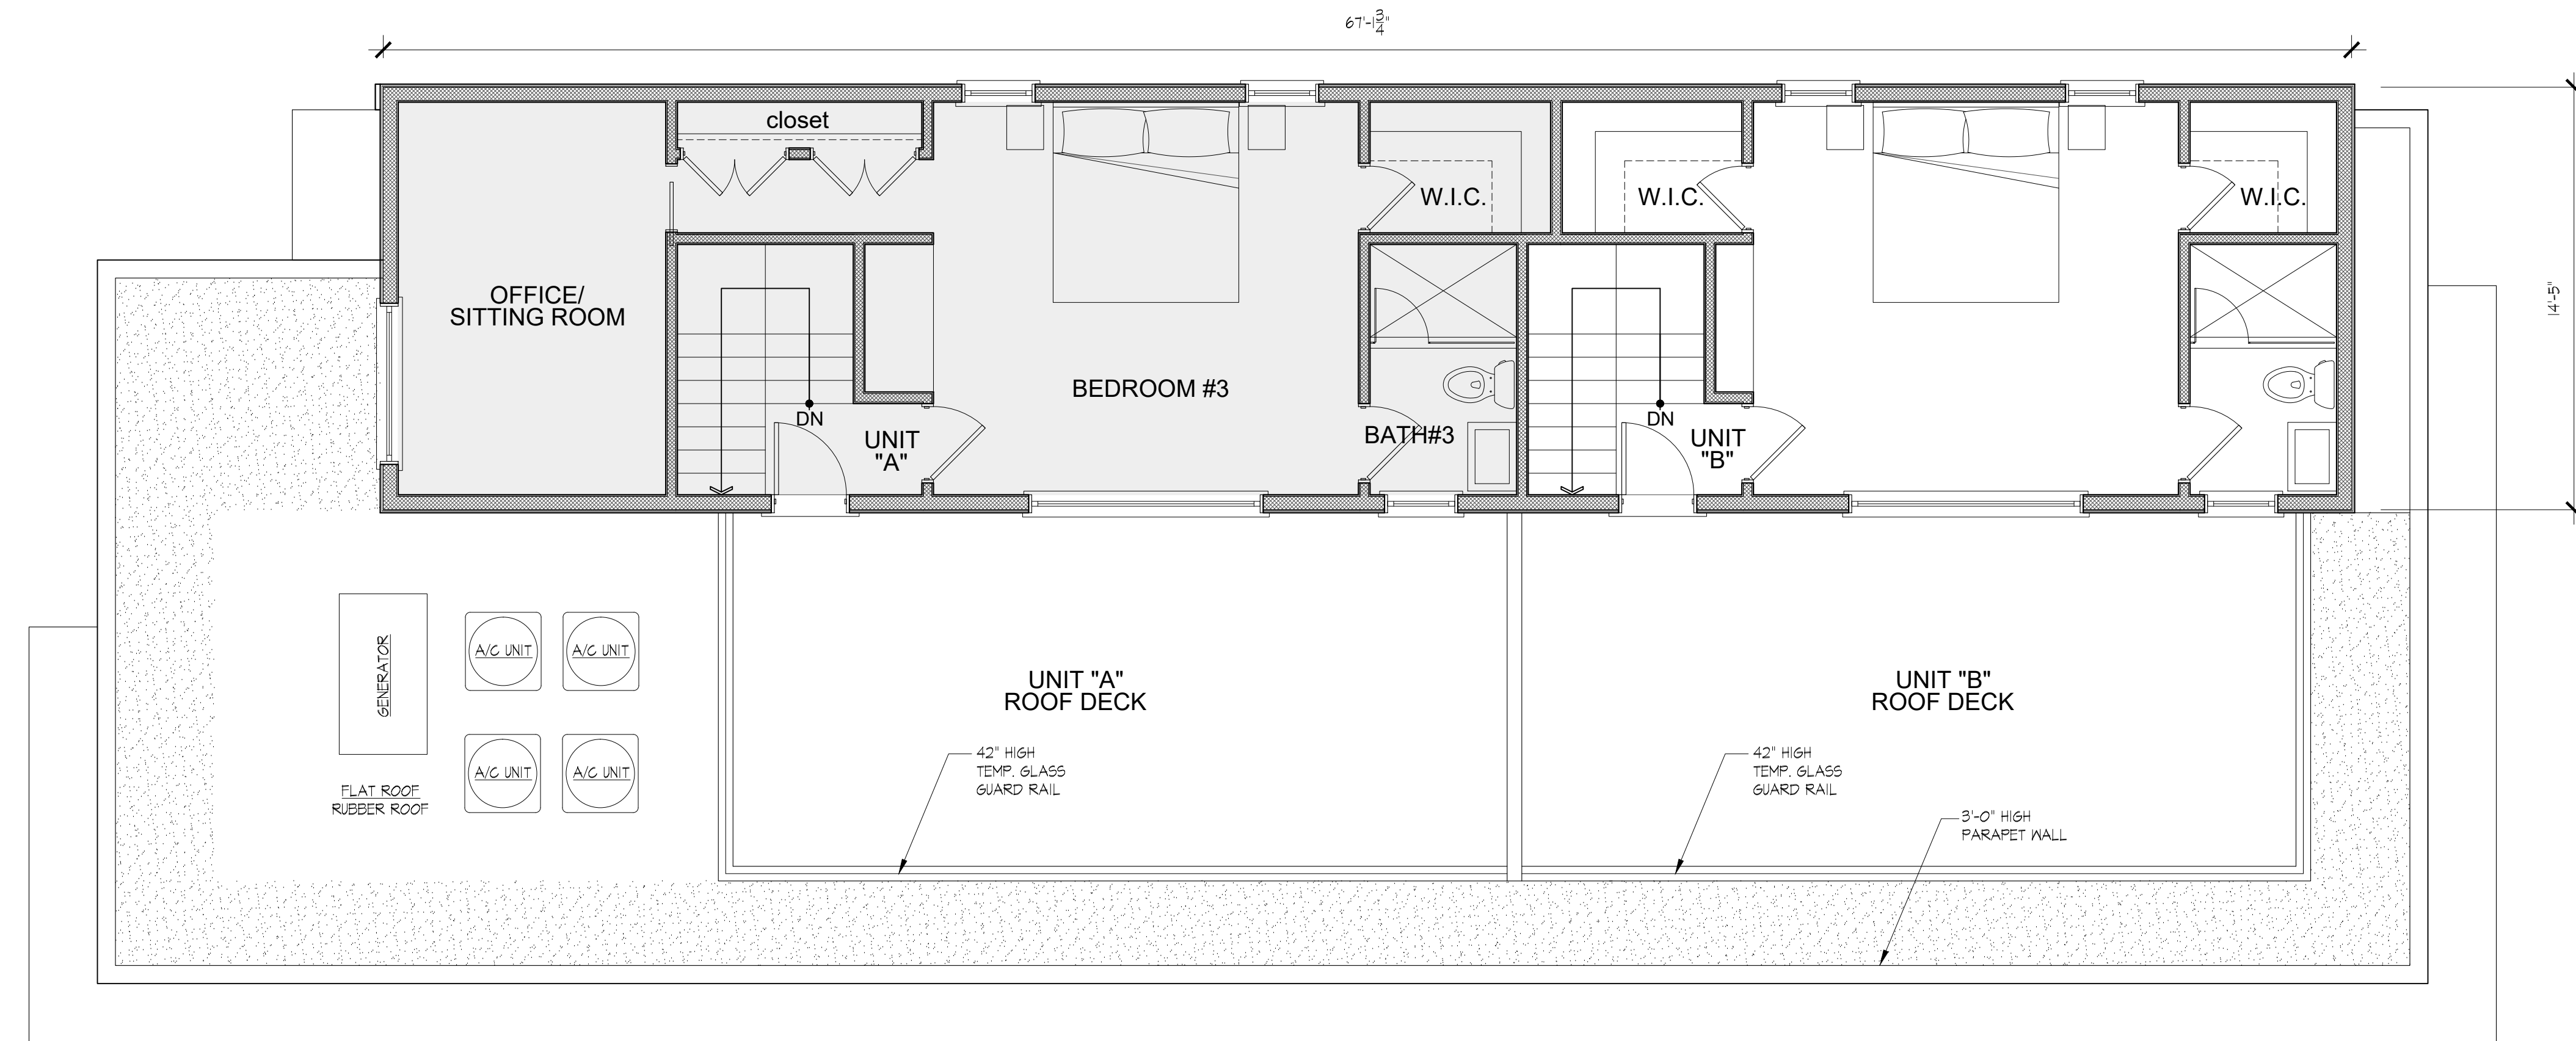 67'-1 3/4"
closet
W.I.C.
W.I.C.
W.I.C.
14'-5"
OFFICE/
SITTING ROOM
BEDROOM #3
DN
DN
UNIT
"A"
BATH#3
UNIT
"B"
GENERATOR
A/C UNIT
A/C UNIT
A/C UNIT
A/C UNIT
FLAT ROOF
RUBBER ROOF
UNIT "A"
ROOF DECK
42" HIGH
TEMP. GLASS
GUARD RAIL
UNIT "B"
ROOF DECK
42" HIGH
TEMP. GLASS
GUARD RAIL
3'-0" HIGH
PARAPET WALL